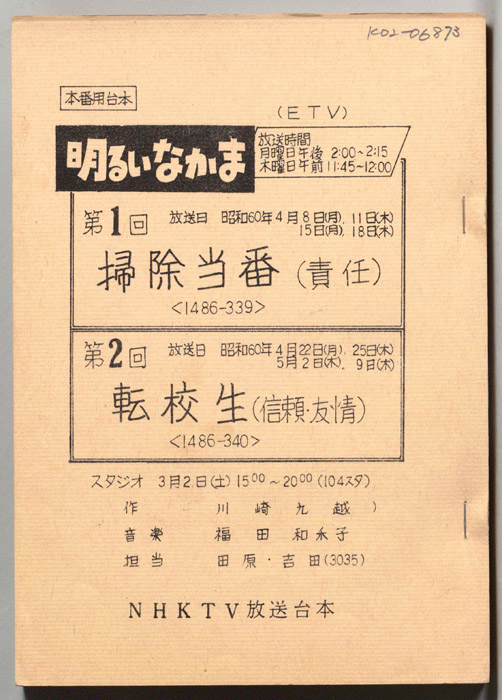 K02-06873
本番用台本
(ETV)
明るいなかま
放送時間
月曜日午後 2:00~2:15
木曜日午前 11:45~12:00
第1回 放送日 昭和60年4月8日(月).11日(木)
15日(月).18日(木)
掃除当番(責任)
<1486-339>
第2回 放送日 昭和60年4月22日(月).25日(木)
5月2日(木).9日(木)
転校生(信頼・友情)
<1486-340>
スタジオ 3月2日(土)1500~2000(104スタ)
作 川崎九越
音楽 福田和禾子
担当 田原・吉田(3035)
NHKTV放送台本